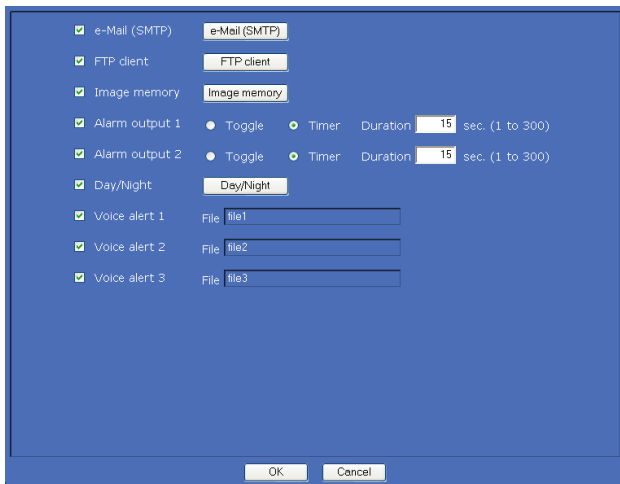 e-Mail (SMTP) e-Mail (SMTP)
FTP client FTP client
Image memory Image memory
Alarm output 1 Toggle Timer Duration 15 sec. (1 to 300)
Alarm output 2 Toggle Timer Duration 15 sec. (1 to 300)
Day/Night Day/Night
Voice alert 1 File file1
Voice alert 2 File file2
Voice alert 3 File file3
OK Cancel